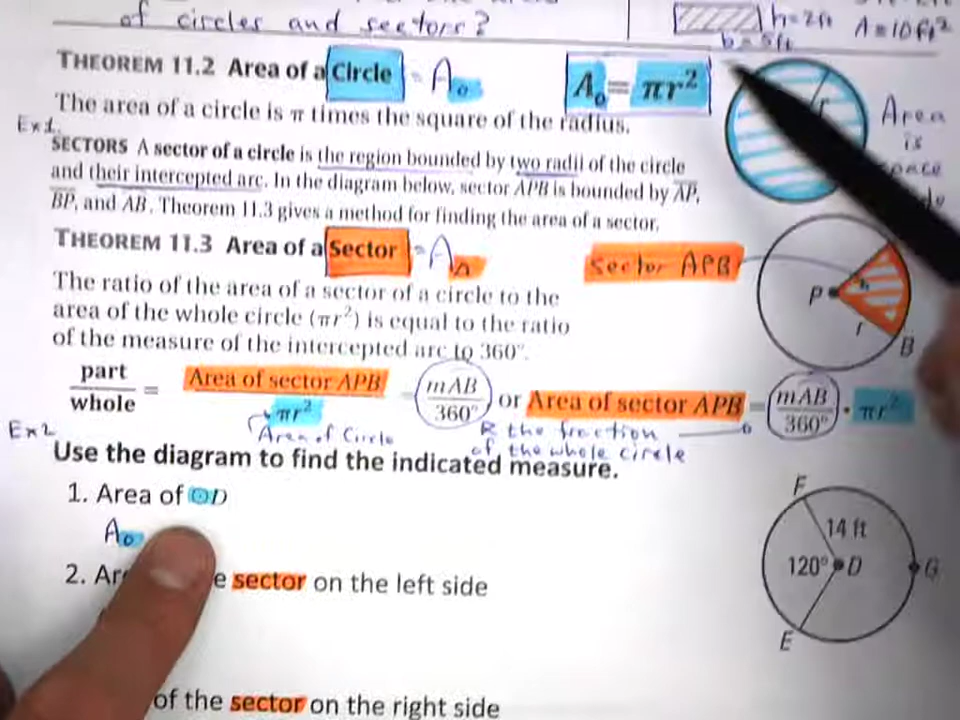 of circles and sectors?
h=2ft
b=5ft
A=10ft²
THEOREM 11.2 Area of a Circle = A⊙
A⊙ = πr²
The area of a circle is π times the square of the radius.
r
Area
is
Ex1
SECTORS A sector of a circle is the region bounded by two radii of the circle
and their intercepted arc. In the diagram below, sector APB is bounded by AP,
BP, and AB. Theorem 11.3 gives a method for finding the area of a sector.
THEOREM 11.3 Area of a Sector = A
sector APB
P
r
B
The ratio of the area of a sector of a circle to the
area of the whole circle (πr²) is equal to the ratio
of the measure of the intercepted arc to 360°.
part/whole = Area of sector APB/πr² = mAB/360° or Area of sector APB = mAB/360° · πr²
Area of Circle
the fraction
of the whole circle
Ex2
Use the diagram to find the indicated measure.
1. Area of ⊙D
A⊙
2. e sector on the left side
of the sector on the right side
F
14 ft
120°
D
G
E